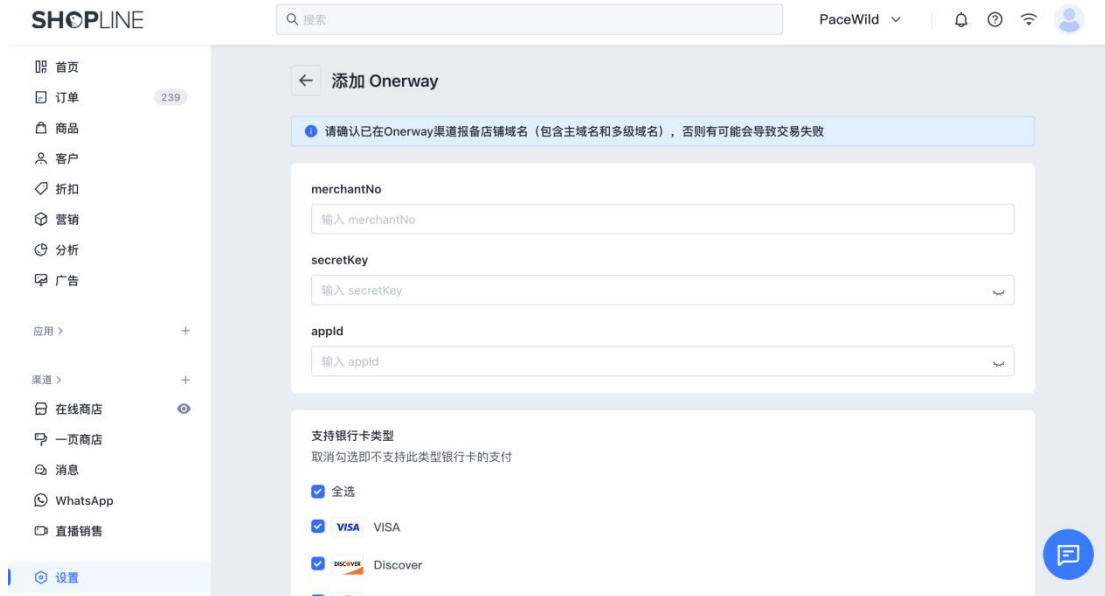 SHOPLINE
搜索
PaceWild
首页
订单 239
商品
客户
折扣
营销
分析
广告
应用 >
+
渠道 >
+
在线商店
一页商店
消息
WhatsApp
直播销售
设置
添加 Onerway
请确认已在Onerway渠道报备店铺域名（包含主域名和多级域名），否则有可能会导致交易失败
merchantNo
输入 merchantNo
secretKey
输入 secretKey
appId
输入 appId
支持银行卡类型
取消勾选即不支持此类型银行卡的支付
全选
VISA VISA
DISCOVER Discover